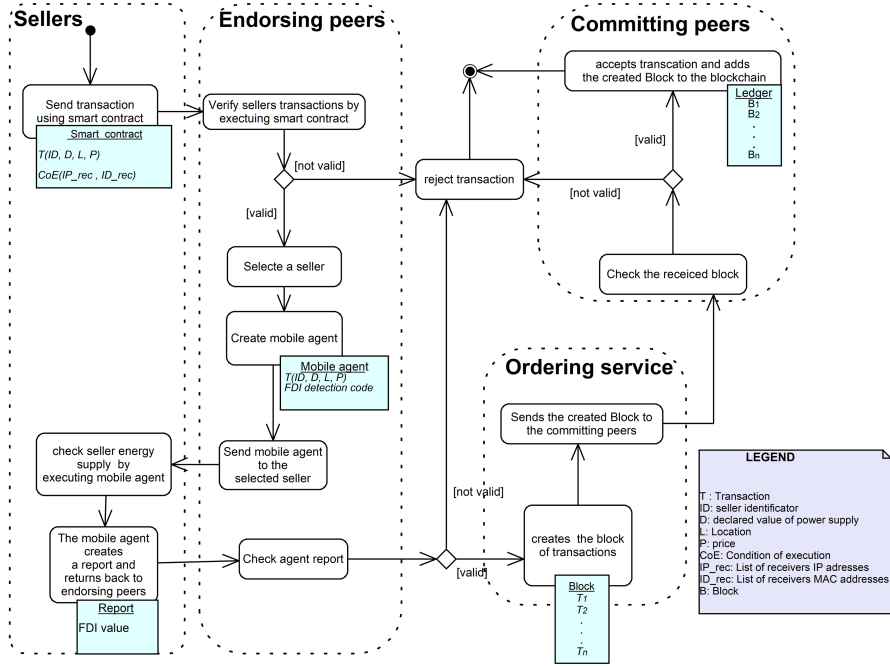 Sellers
Endorsing peers
Committing peers
Send transaction
using smart contract
Smart contract
T(ID, D, L, P)
CoE(IP_rec , ID_rec)
Verify sellers transactions by
exectuing smart contract
[not valid]
[valid]
Selecte a seller
Create mobile agent
Mobile agent
T(ID, D, L, P)
FDI detection code
Send mobile agent
to the
selected seller
check seller energy
supply by
executing mobile agent
The mobile agent
creates
a report and
returns back to
endorsing peers
Report
FDI value
Check agent report
[not valid]
[valid]
reject transaction
accepts transcation and adds
the created Block to the blockchain
Ledger
B1
B2
.
.
.
Bn
[valid]
[not valid]
Check the receiced block
Ordering service
Sends the created Block to
the committing peers
creates the block
of transactions
Block
T1
T2
.
.
.
Tn
LEGEND
T : Transaction
ID: seller identificator
D: declared value of power supply
L: Location
P: price
CoE: Condition of execution
IP_rec: List of receivers IP adresses
ID_rec: List of receivers MAC addresses
B: Block